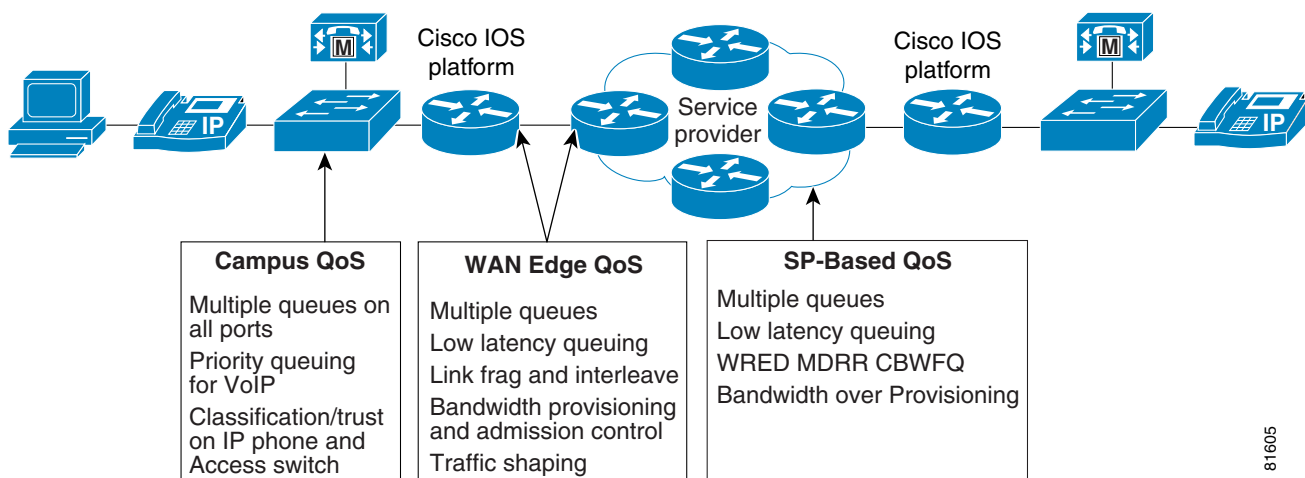 M
Cisco IOS
platform
Cisco IOS
platform
M
IP
Service
provider
IP
Campus QoS
Multiple queues on
all ports
Priority queuing
for VoIP
Classification/trust
on IP phone and
Access switch
WAN Edge QoS
Multiple queues
Low latency queuing
Link frag and interleave
Bandwidth provisioning
and admission control
Traffic shaping
SP-Based QoS
Multiple queues
Low latency queuing
WRED MDRR CBWFQ
Bandwidth over Provisioning
81605